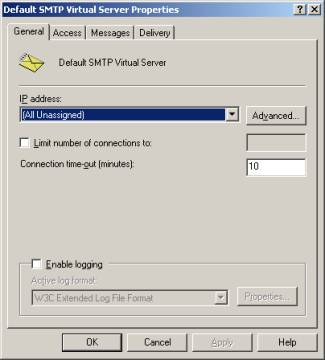 Default SMTP Virtual Server Properties
General Access Messages Delivery
Default SMTP Virtual Server
IP address:
(All Unassigned)
Advanced...
Limit number of connections to:
Connection time-out (minutes):
10
Enable logging
Active log format:
W3C Extended Log File Format
Properties...
OK Cancel Apply Help